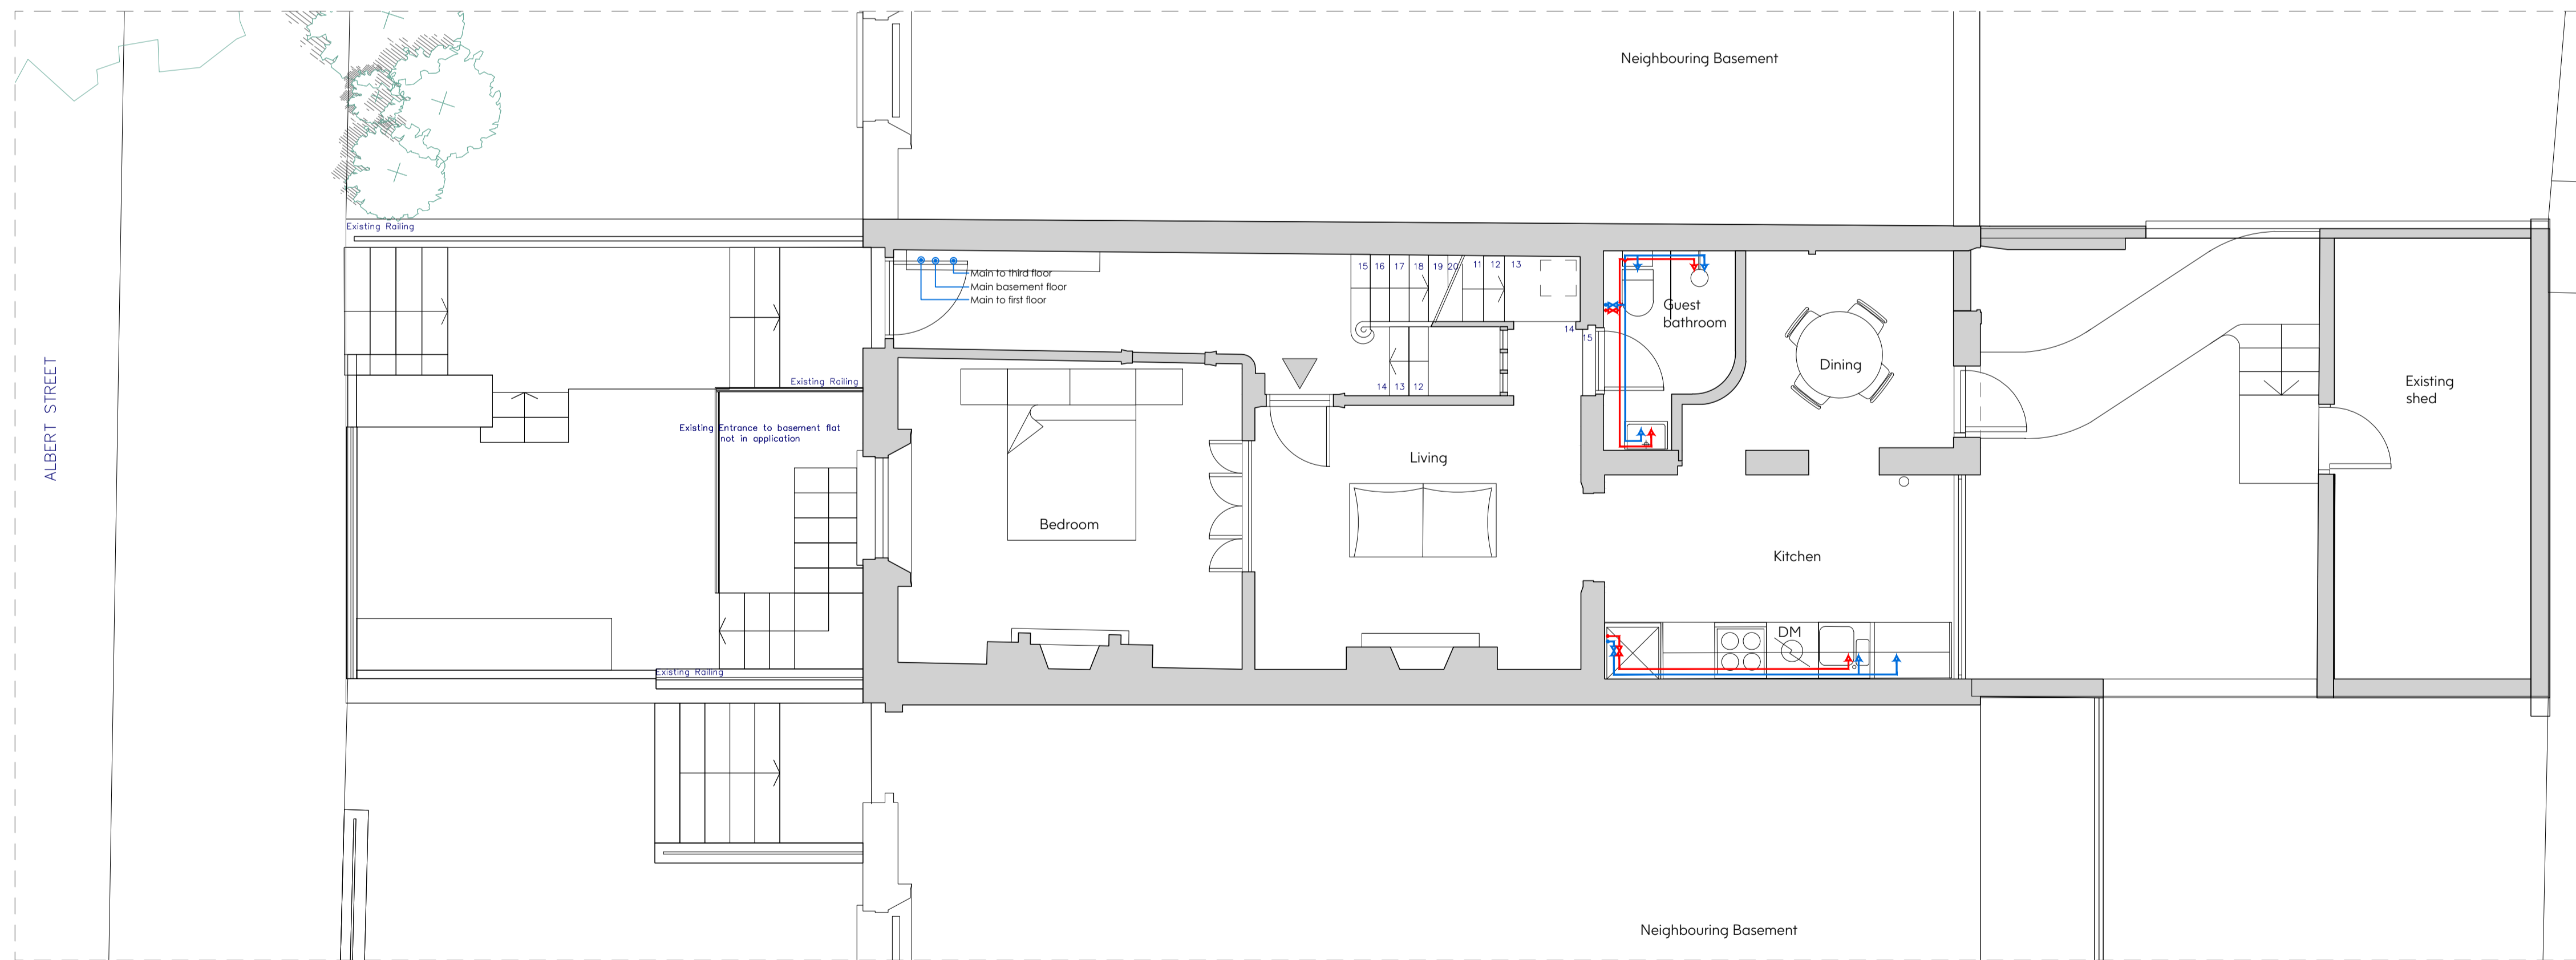 Neighbouring Basement
Existing Railing
Main to third floor
Main basement floor
Main to first floor
15 16 17 18 19 20 11 12 13
14
15
14 13 12
Guest
bathroom
Dining
Existing
shed
ALBERT STREET
Existing Railing
Existing Entrance to basement flat
not in application
Living
Bedroom
Kitchen
DM
Existing Railing
Neighbouring Basement